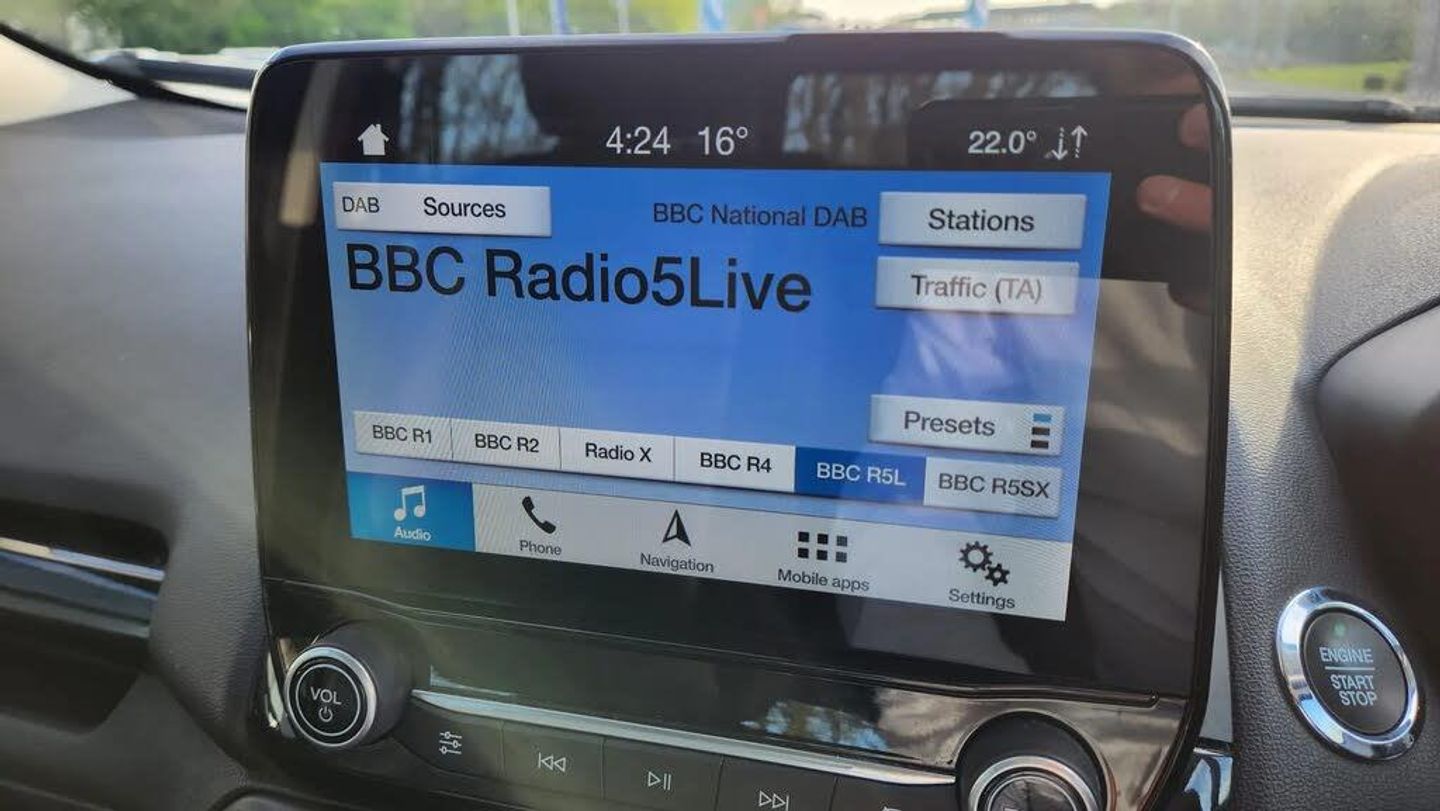 4:24 16° 22.0°
DAB Sources
BBC National DAB
Stations
BBC Radio5Live
Traffic (TA)
Presets
BBC R1 BBC R2 Radio X BBC R4 BBC R5L BBC R5SX
Audio Phone Navigation Mobile apps Settings
VOL
ENGINE
START
STOP